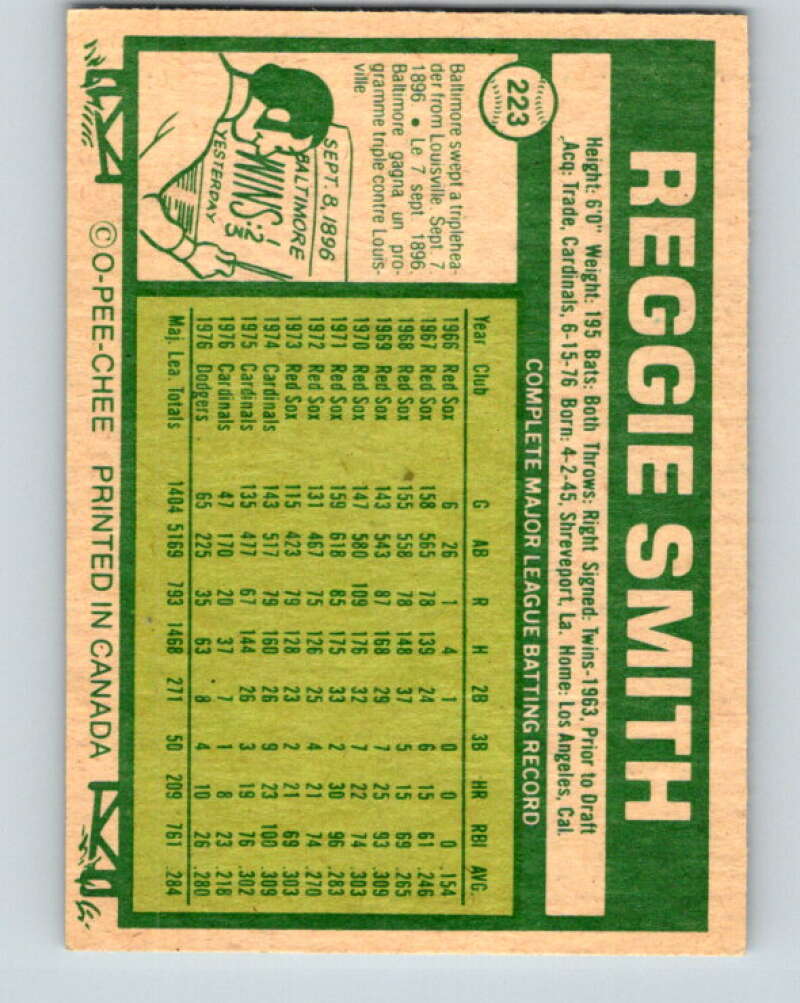 REGGIE SMITH
223
Height: 6'0" Weight: 195 Bats: Both Throws: Right Signed: Twins-1963, Prior to Draft
Acq: Trade, Cardinals, 6-15-76 Born: 4-2-45, Shreveport, La. Home: Los Angeles, Cal.
COMPLETE MAJOR LEAGUE BATTING RECORD
Year Club G AB R H 2B 3B HR RBI AVG.
1966 Red Sox 6 26 1 4 1 0 0 0 .154
1967 Red Sox 158 565 78 139 24 6 15 61 .246
1968 Red Sox 155 558 78 148 37 5 15 69 .265
1969 Red Sox 143 543 87 168 29 7 25 93 .309
1970 Red Sox 147 580 109 176 32 7 22 74 .303
1971 Red Sox 159 618 85 175 33 2 30 96 .283
1972 Red Sox 131 467 75 126 25 4 21 74 .270
1973 Red Sox 115 423 79 128 23 2 21 69 .303
1974 Cardinals 143 517 79 160 26 9 23 100 .309
1975 Cardinals 135 477 67 144 26 3 19 76 .302
1976 Cardinals 47 170 20 37 7 1 8 23 .218
1976 Dodgers 65 225 35 63 8 4 10 26 .280
Maj. Lea. Totals 1404 5169 793 1468 271 50 209 761 .284
Baltimore swept a triplehea-
der from Louisville. Sept. 7
1896 • Le 7 sept. 1896,
Baltimore gagna un pro-
gramme triple contre Louis-
ville.
SEPT. 8, 1896
BALTIMORE
WINS: 1
2
3
YESTERDAY
© O-PEE-CHEE PRINTED IN CANADA